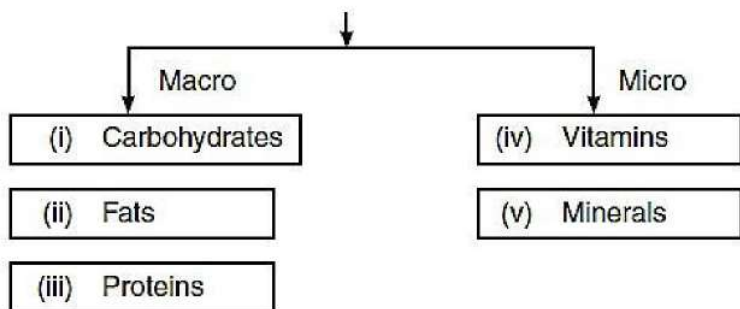 Macro
Micro
(i) Carbohydrates
(iv) Vitamins
(ii) Fats
(v) Minerals
(iii) Proteins